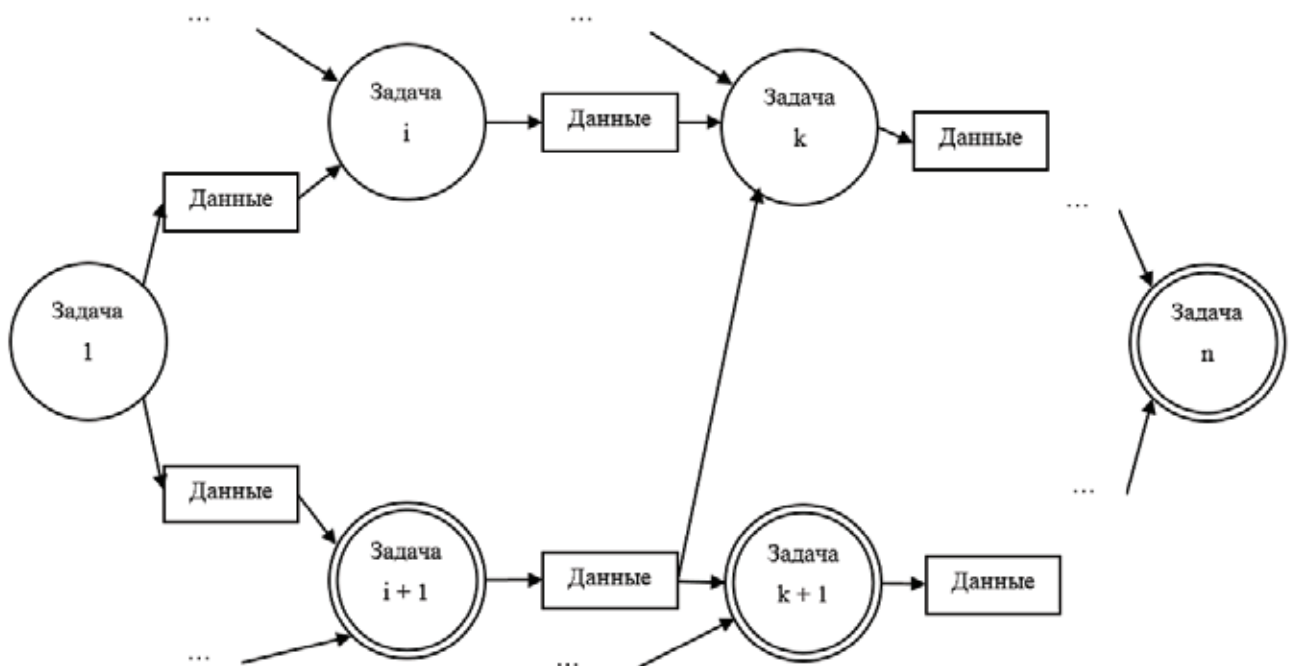 ...
...
Задача
i
Данные
Задача
k
Данные
Данные
...
Задача
1
Задача
n
Данные
Задача
i + 1
Данные
Задача
k + 1
Данные
...
...
...